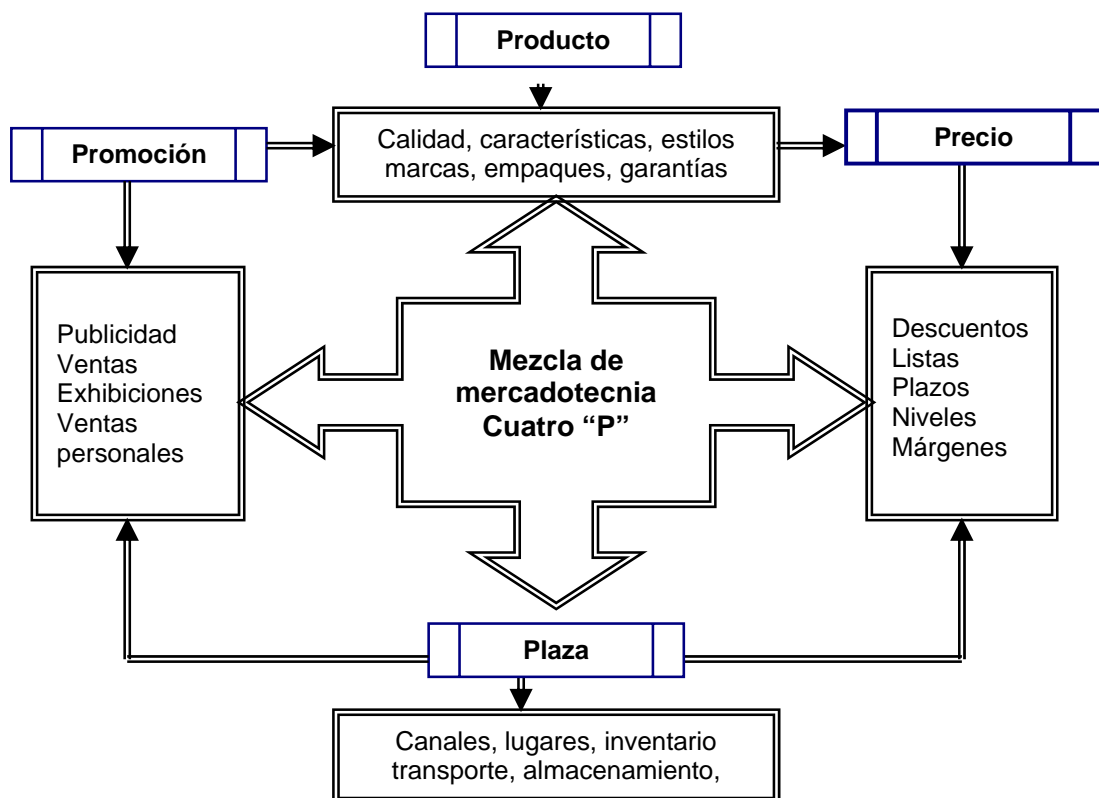 Producto
Promoción
Calidad, características, estilos
marcas, empaques, garantías
Precio
Publicidad
Ventas
Exhibiciones
Ventas
personales
Mezcla de
mercadotecnia
Cuatro “P”
Descuentos
Listas
Plazos
Niveles
Márgenes
Plaza
Canales, lugares, inventario
transporte, almacenamiento,